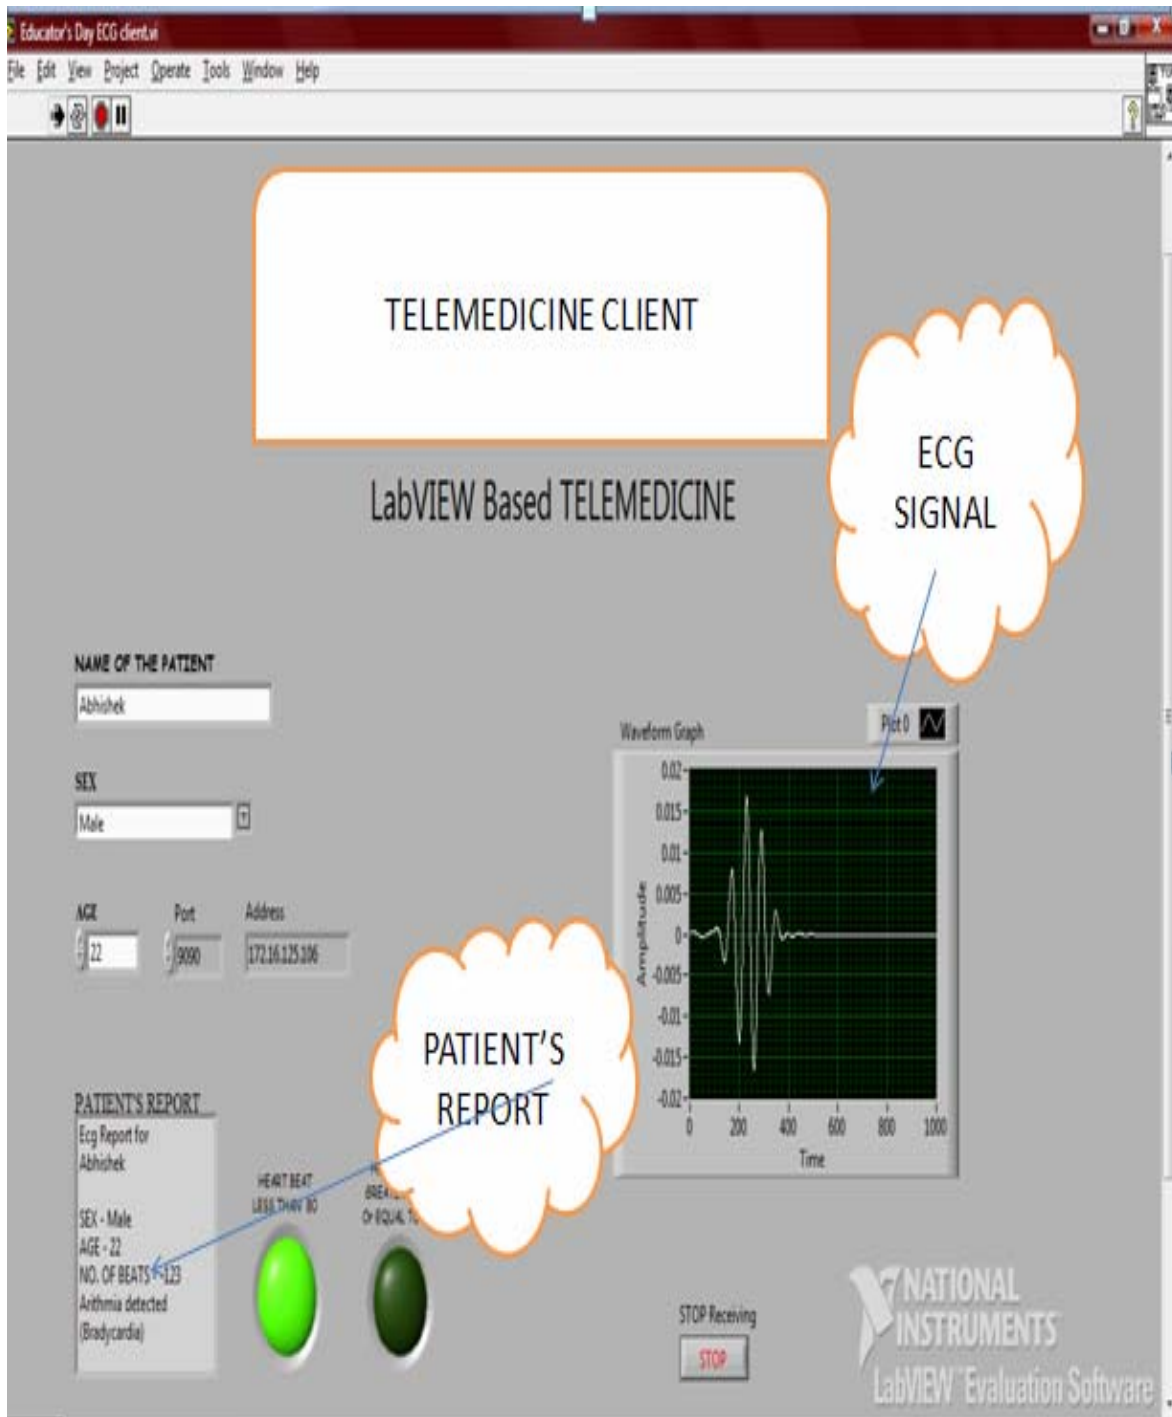 Educator's Day ECG client.vi
File Edit View Project Operate Tools Window Help
TELEMEDICINE CLIENT
ECG
SIGNAL
LabVIEW Based TELEMEDICINE
NAME OF THE PATIENT
Abhishek
SEX
Male
AGE Port Address
22 9090 172.16.125.106
Waveform Graph
Plot 0
0.02
0.015
0.01
0.005
0
-0.005
-0.01
-0.015
-0.02
Amplitude
0 200 400 600 800 1000
Time
PATIENT'S
REPORT
PATIENT'S REPORT
Ecg Report for
Abhishek
SEX - Male
AGE - 22
NO. OF BEATS -123
Arithmia detected
(Bradycardia)
HEART BEAT
LESS THAN 80
Or EQUAL
STOP Receiving
STOP
NATIONAL
INSTRUMENTS
LabVIEW™ Evaluation Software